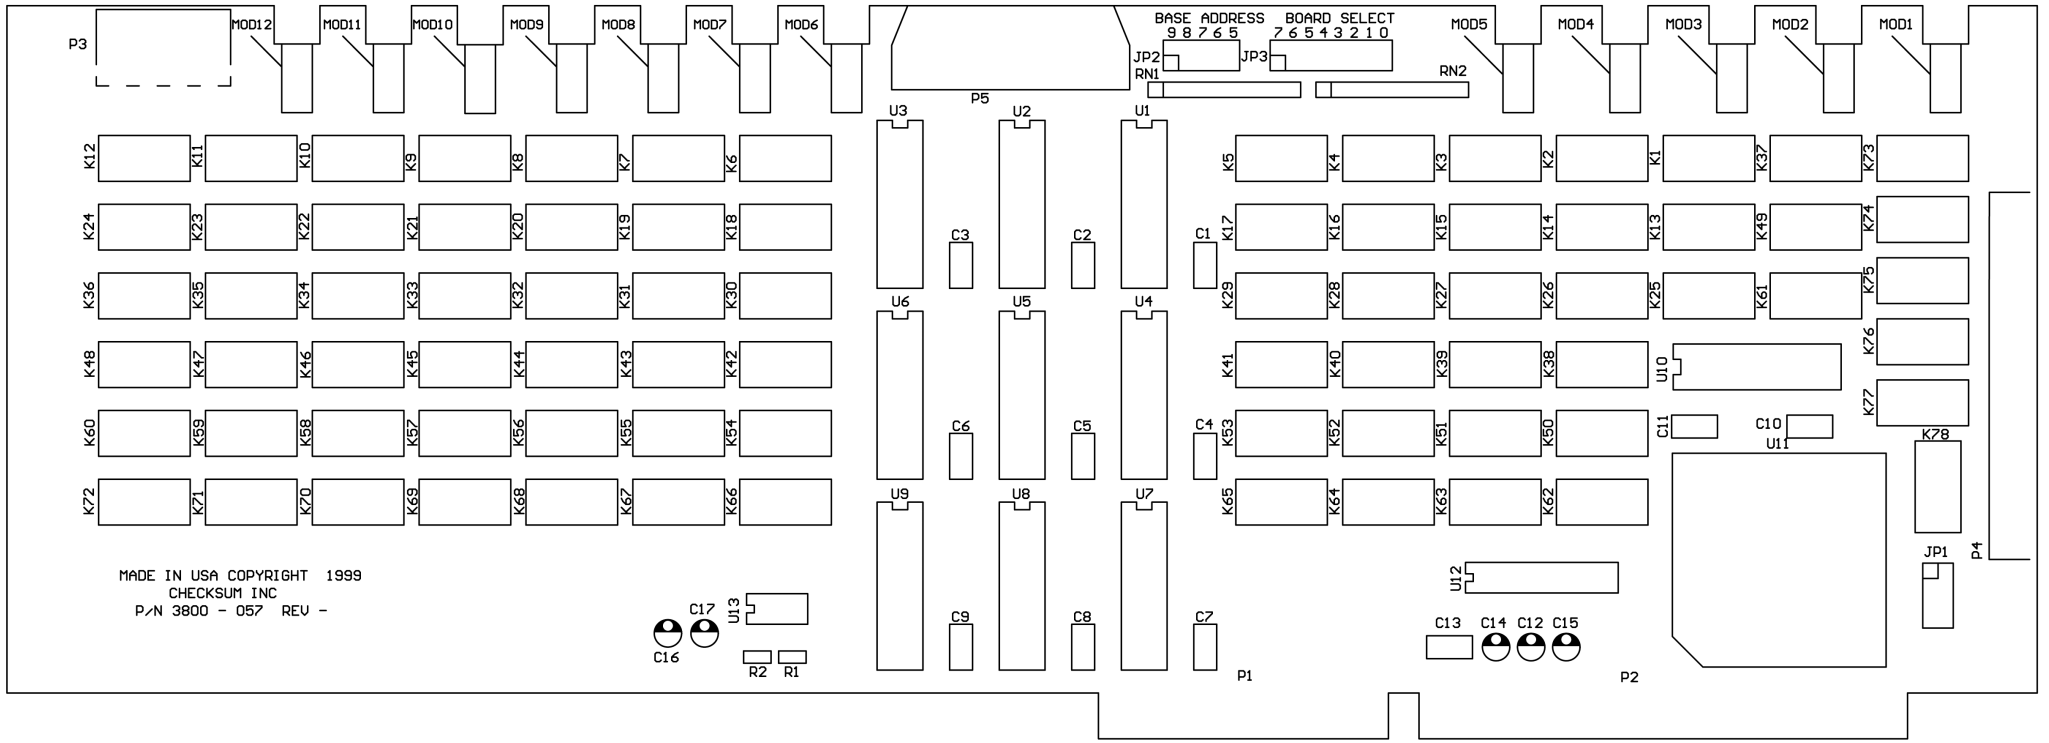 MOD12 MOD11 MOD10 MOD9 MOD8 MOD7 MOD6 BASE ADDRESS BOARD SELECT MOD5 MOD4 MOD3 MOD2 MOD1
P3 9 8 7 6 5 7 6 5 4 3 2 1 0
JP2 JP3
RN1 RN2
P5
U3 U2 U1
K12 K11 K10 K9 K8 K7 K6 K5 K4 K3 K2 K1 K37 K73
K24 K23 K22 K21 K20 K19 K18 K17 K16 K15 K14 K13 K49 K74
C3 C2 C1
K36 K35 K34 K33 K32 K31 K30 K29 K28 K27 K26 K25 K61 K75
U6 U5 U4
K48 K47 K46 K45 K44 K43 K42 K41 K40 K39 K38 U10 K76
K77
K60 K59 K58 K57 K56 K55 K54 C6 C5 C4 K53 K52 K51 K50 C11 C10 K78
U11
K72 K71 K70 K69 K68 K67 K66 U9 U8 U7 K65 K64 K63 K62
JP1 P4
MADE IN USA COPYRIGHT 1999
CHECKSUM INC
P/N 3800 - 057 REV -
U12
C17 U13 C9 C8 C7 C13 C14 C12 C15
C16 R2 R1 P1 P2